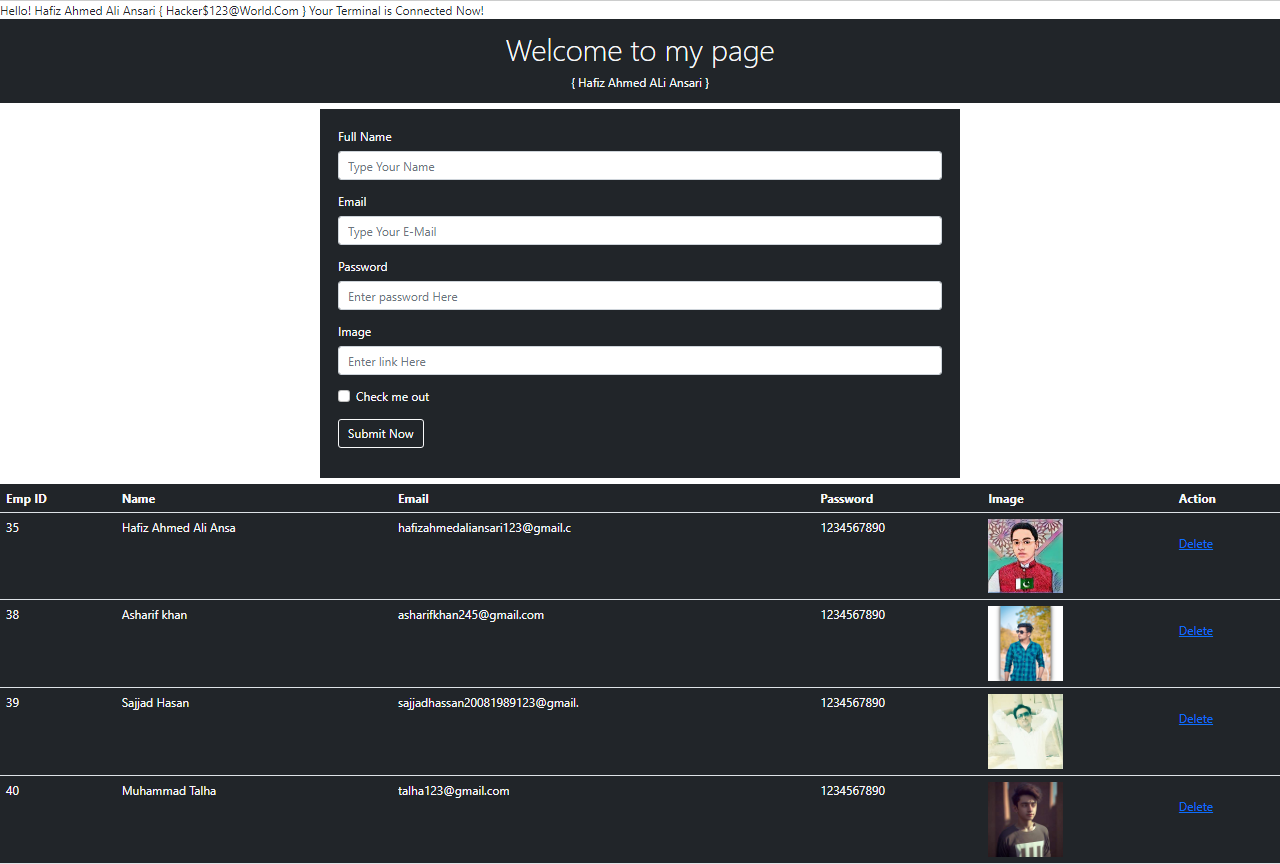 Hello! Hafiz Ahmed Ali Ansari { Hacker$123@World.Com } Your Terminal is Connected Now!
Welcome to my page
{ Hafiz Ahmed ALi Ansari }
Full Name
Type Your Name
Email
Type Your E-Mail
Password
Enter password Here
Image
Enter link Here
Check me out
Submit Now
Emp ID Name Email Password Image Action
35 Hafiz Ahmed Ali Ansa hafizahmedaliansari123@gmail.c 1234567890 Delete
38 Asharif khan asharifkhan245@gmail.com 1234567890 Delete
39 Sajjad Hasan sajjadhassan20081989123@gmail. 1234567890 Delete
40 Muhammad Talha talha123@gmail.com 1234567890 Delete